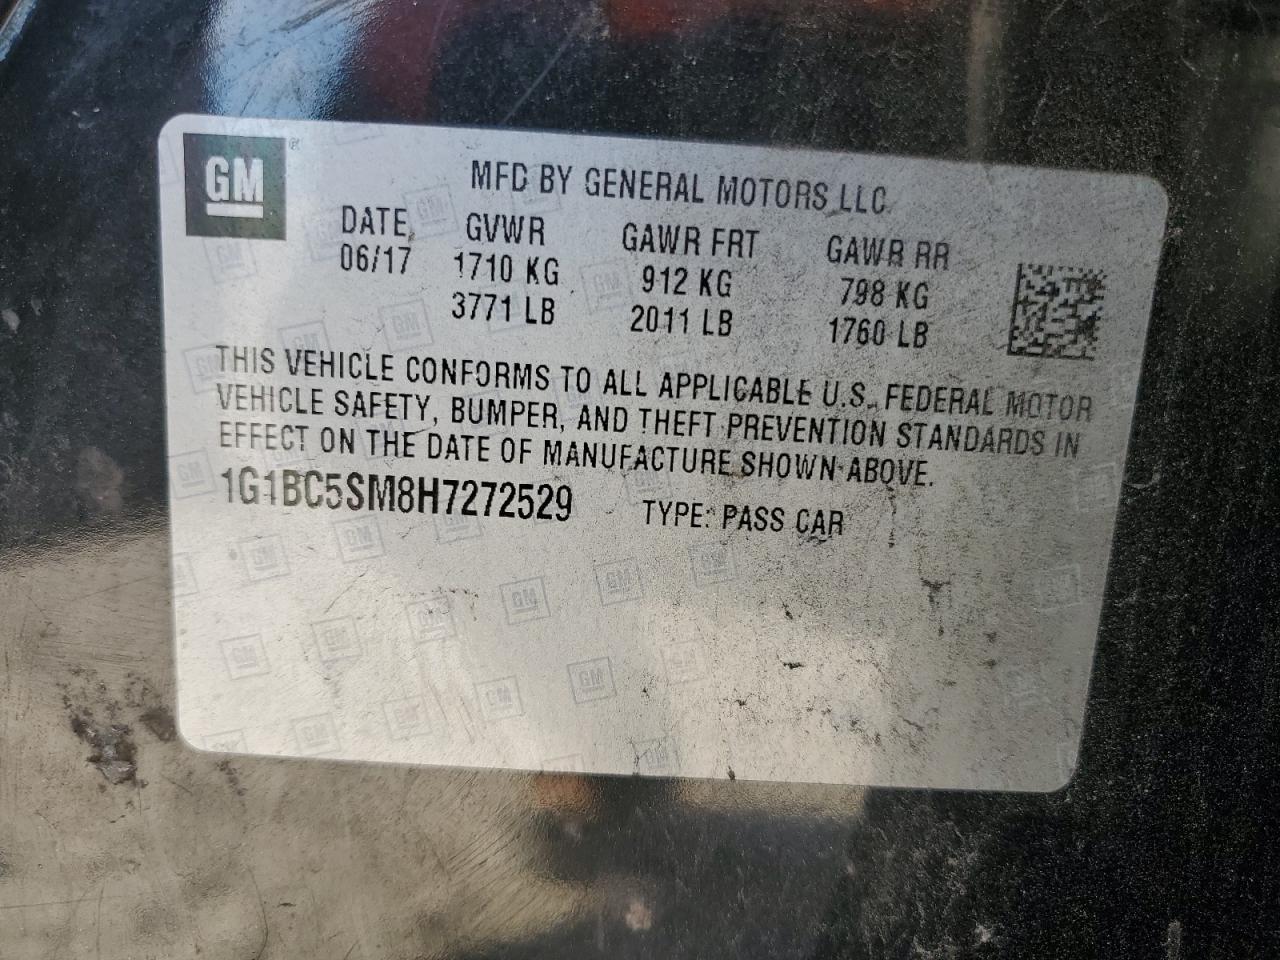 GM ®
MFD BY GENERAL MOTORS LLC
DATE GVWR GAWR FRT GAWR RR
06/17 1710 KG 912 KG 798 KG
3771 LB 2011 LB 1760 LB
THIS VEHICLE CONFORMS TO ALL APPLICABLE U.S. FEDERAL MOTOR
VEHICLE SAFETY, BUMPER, AND THEFT PREVENTION STANDARDS IN
EFFECT ON THE DATE OF MANUFACTURE SHOWN ABOVE.
1G1BC5SM8H7272529 TYPE: PASS CAR